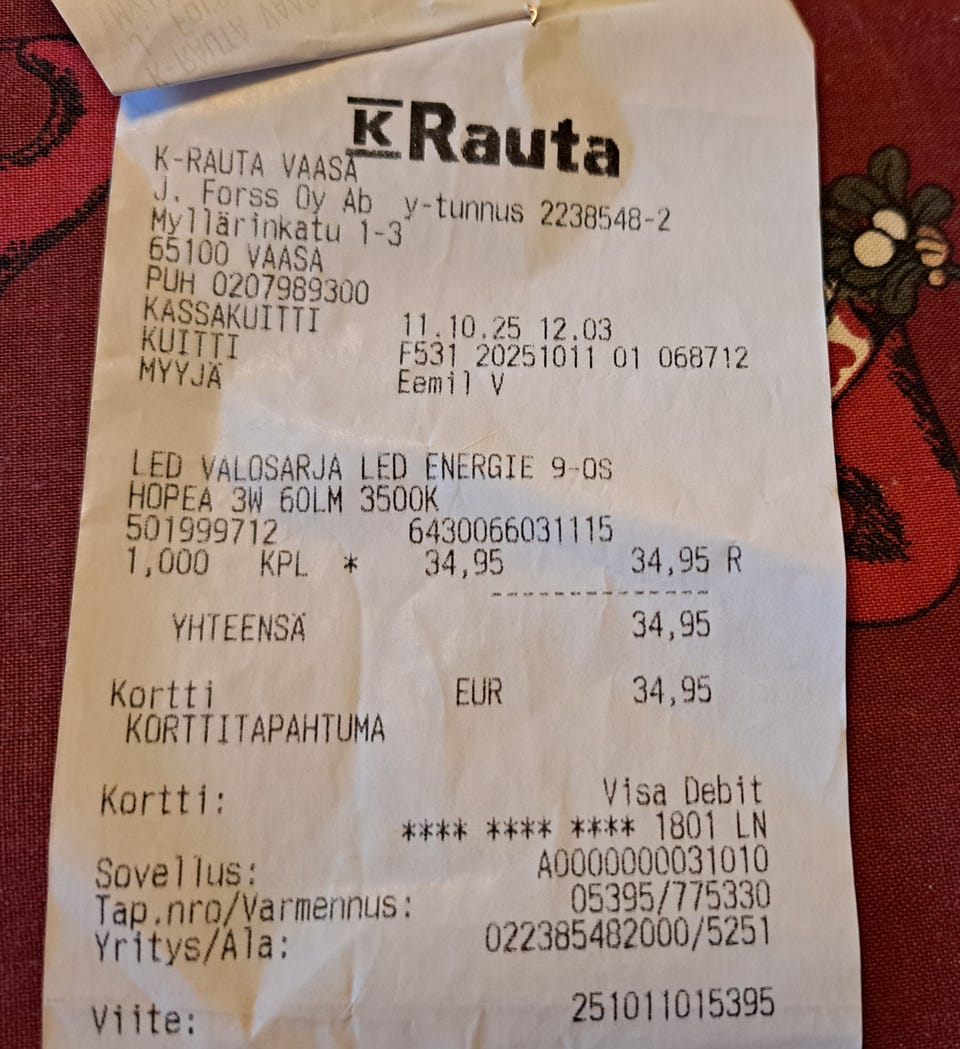 K-RAUTA
K Rauta
K-RAUTA VAASA
J. Forss Oy Ab y-tunnus 2238548-2
Myllärinkatu 1-3
65100 VAASA
PUH 0207989300
KASSAKUITTI 11.10.25 12.03
KUITTI F531 20251011 01 068712
MYYJÄ Eemil V
LED VALOSARJA LED ENERGIE 9-OS
HOPEA 3W 60LM 3500K
501999712 6430066031115
1,000 KPL * 34,95 34,95 R
YHTEENSÄ 34,95
Kortti EUR 34,95
KORTTITAPAHTUMA
Kortti: Visa Debit
**** **** **** 1801 LN
Sovellus: A0000000031010
Tap.nro/Varmennus: 05395/775330
Yritys/Ala: 022385482000/5251
Viite: 251011015395